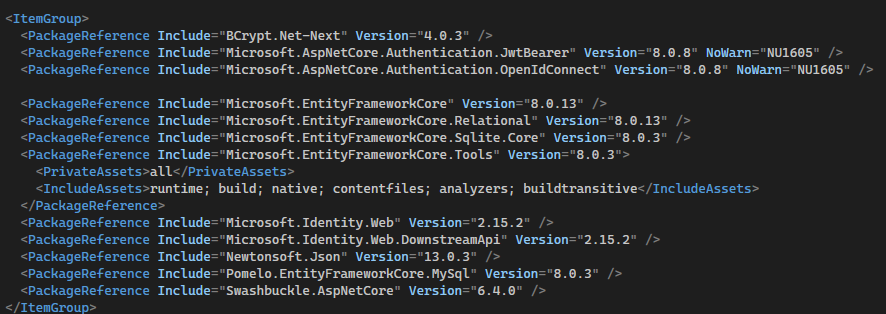 <ItemGroup>
<PackageReference Include="BCrypt.Net-Next" Version="4.0.3" />
<PackageReference Include="Microsoft.AspNetCore.Authentication.JwtBearer" Version="8.0.8" NoWarn="NU1605" />
<PackageReference Include="Microsoft.AspNetCore.Authentication.OpenIdConnect" Version="8.0.8" NoWarn="NU1605" />
<PackageReference Include="Microsoft.EntityFrameworkCore" Version="8.0.13" />
<PackageReference Include="Microsoft.EntityFrameworkCore.Relational" Version="8.0.13" />
<PackageReference Include="Microsoft.EntityFrameworkCore.Sqlite.Core" Version="8.0.3" />
<PackageReference Include="Microsoft.EntityFrameworkCore.Tools" Version="8.0.3">
<PrivateAssets>all</PrivateAssets>
<IncludeAssets>runtime; build; native; contentfiles; analyzers; buildtransitive</IncludeAssets>
</PackageReference>
<PackageReference Include="Microsoft.Identity.Web" Version="2.15.2" />
<PackageReference Include="Microsoft.Identity.Web.DownstreamApi" Version="2.15.2" />
<PackageReference Include="Newtonsoft.Json" Version="13.0.3" />
<PackageReference Include="Pomelo.EntityFrameworkCore.MySql" Version="8.0.3" />
<PackageReference Include="Swashbuckle.AspNetCore" Version="6.4.0" />
</ItemGroup>